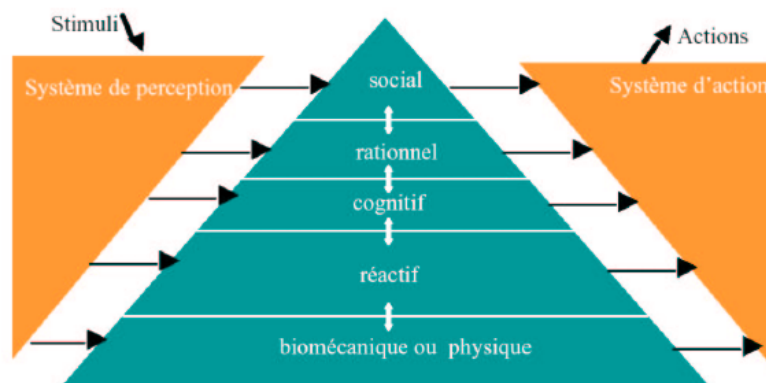 Stimuli
Actions
Système de perception
social
Système d'action
rationnel
cognitif
réactif
biomécanique ou physique